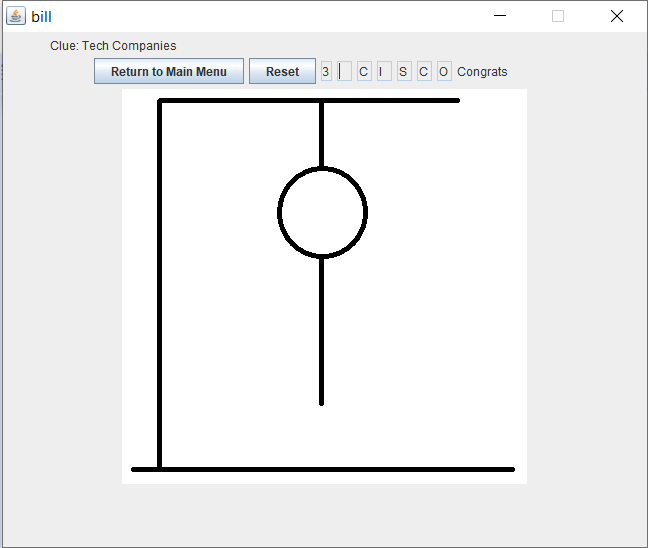 bill
Clue: Tech Companies
Return to Main Menu Reset 3 C I S C O Congrats